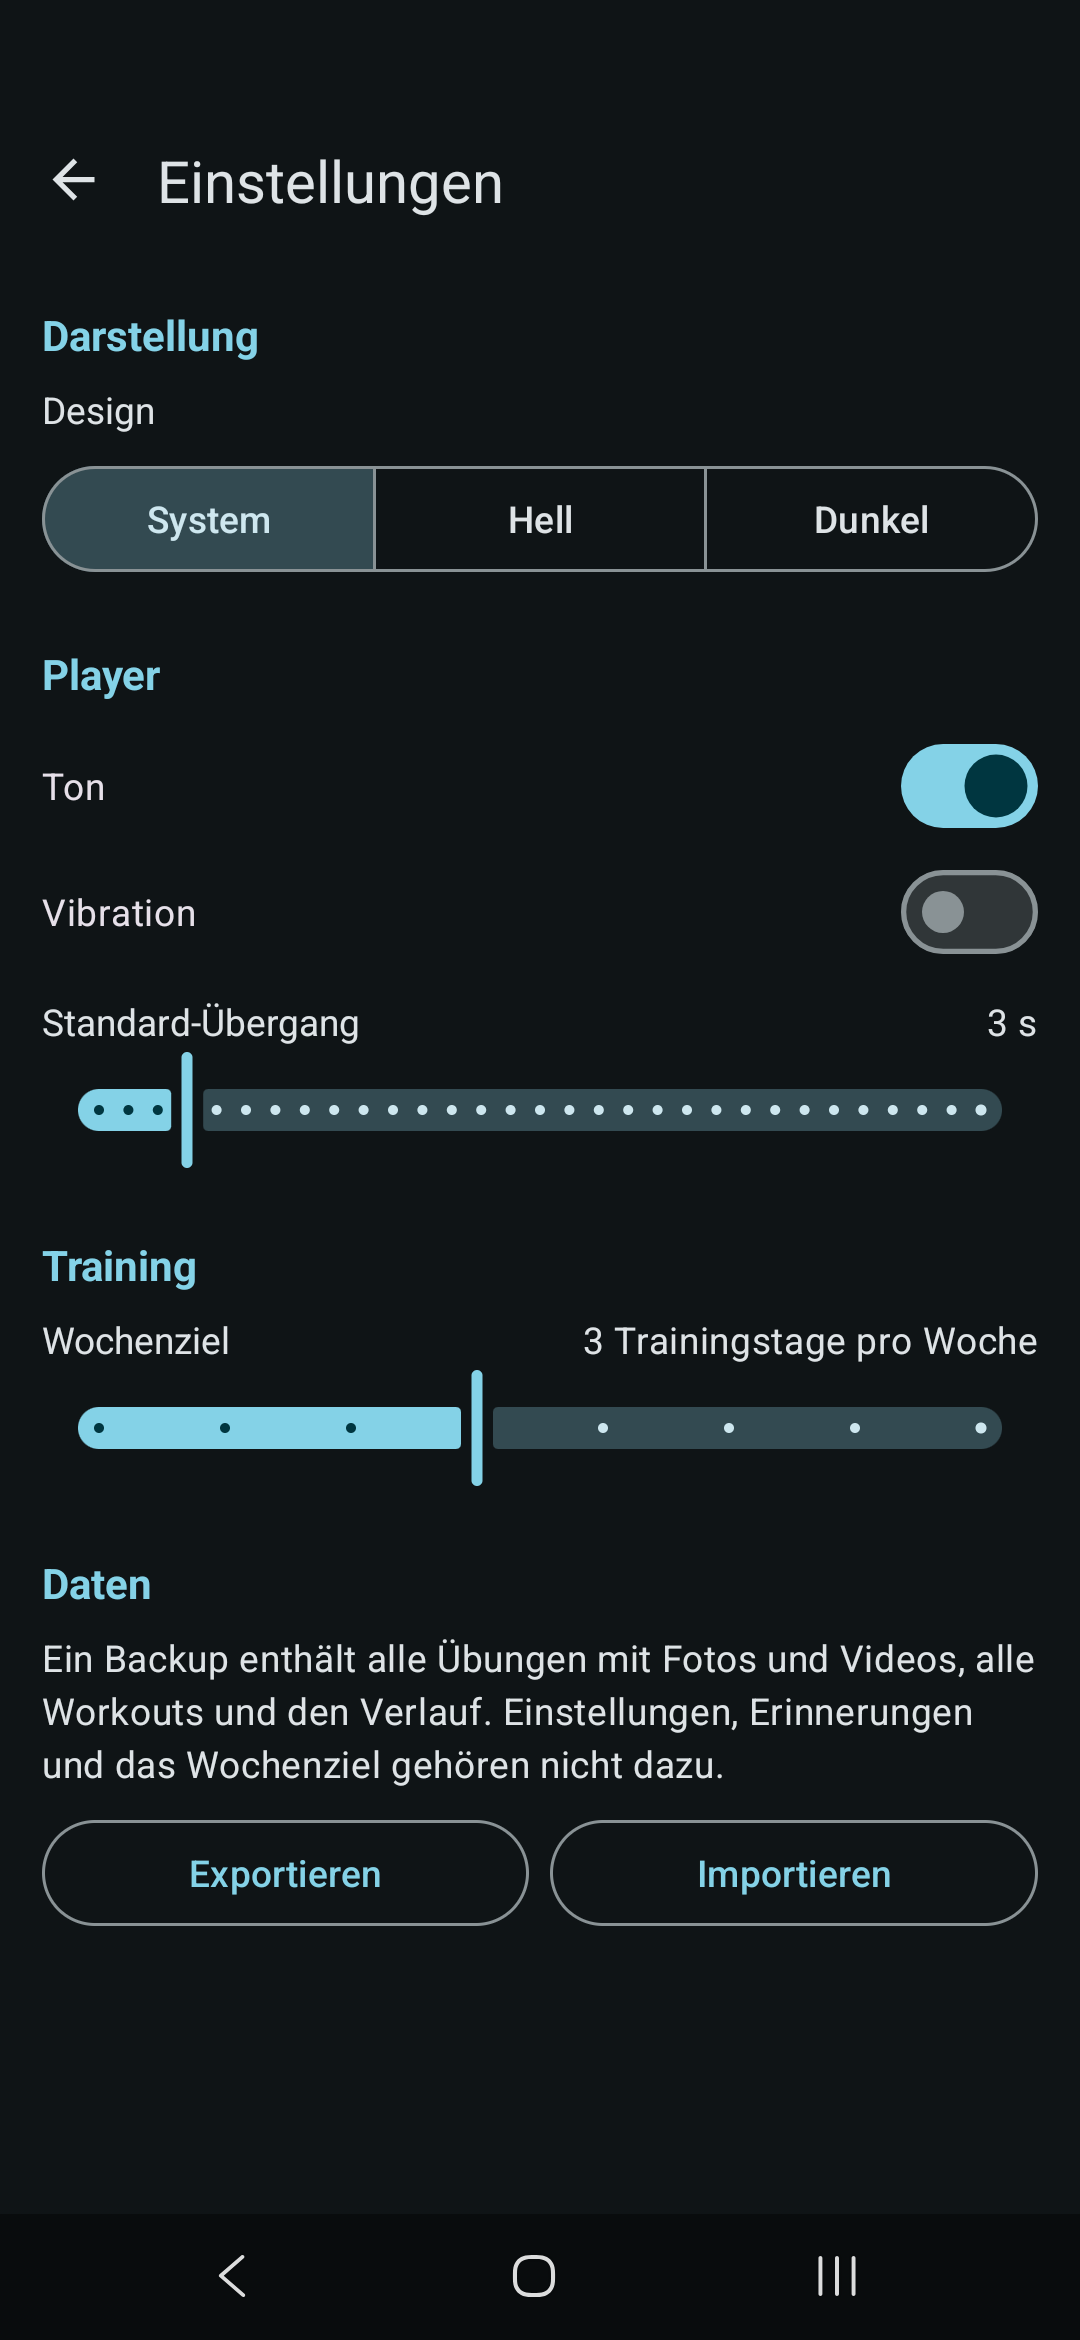 Einstellungen
Darstellung
Design
System Hell Dunkel
Player
Ton
Vibration
Standard-Übergang 3 s
Training
Wochenziel 3 Trainingstage pro Woche
Daten
Ein Backup enthält alle Übungen mit Fotos und Videos, alle
Workouts und den Verlauf. Einstellungen, Erinnerungen
und das Wochenziel gehören nicht dazu.
Exportieren Importieren